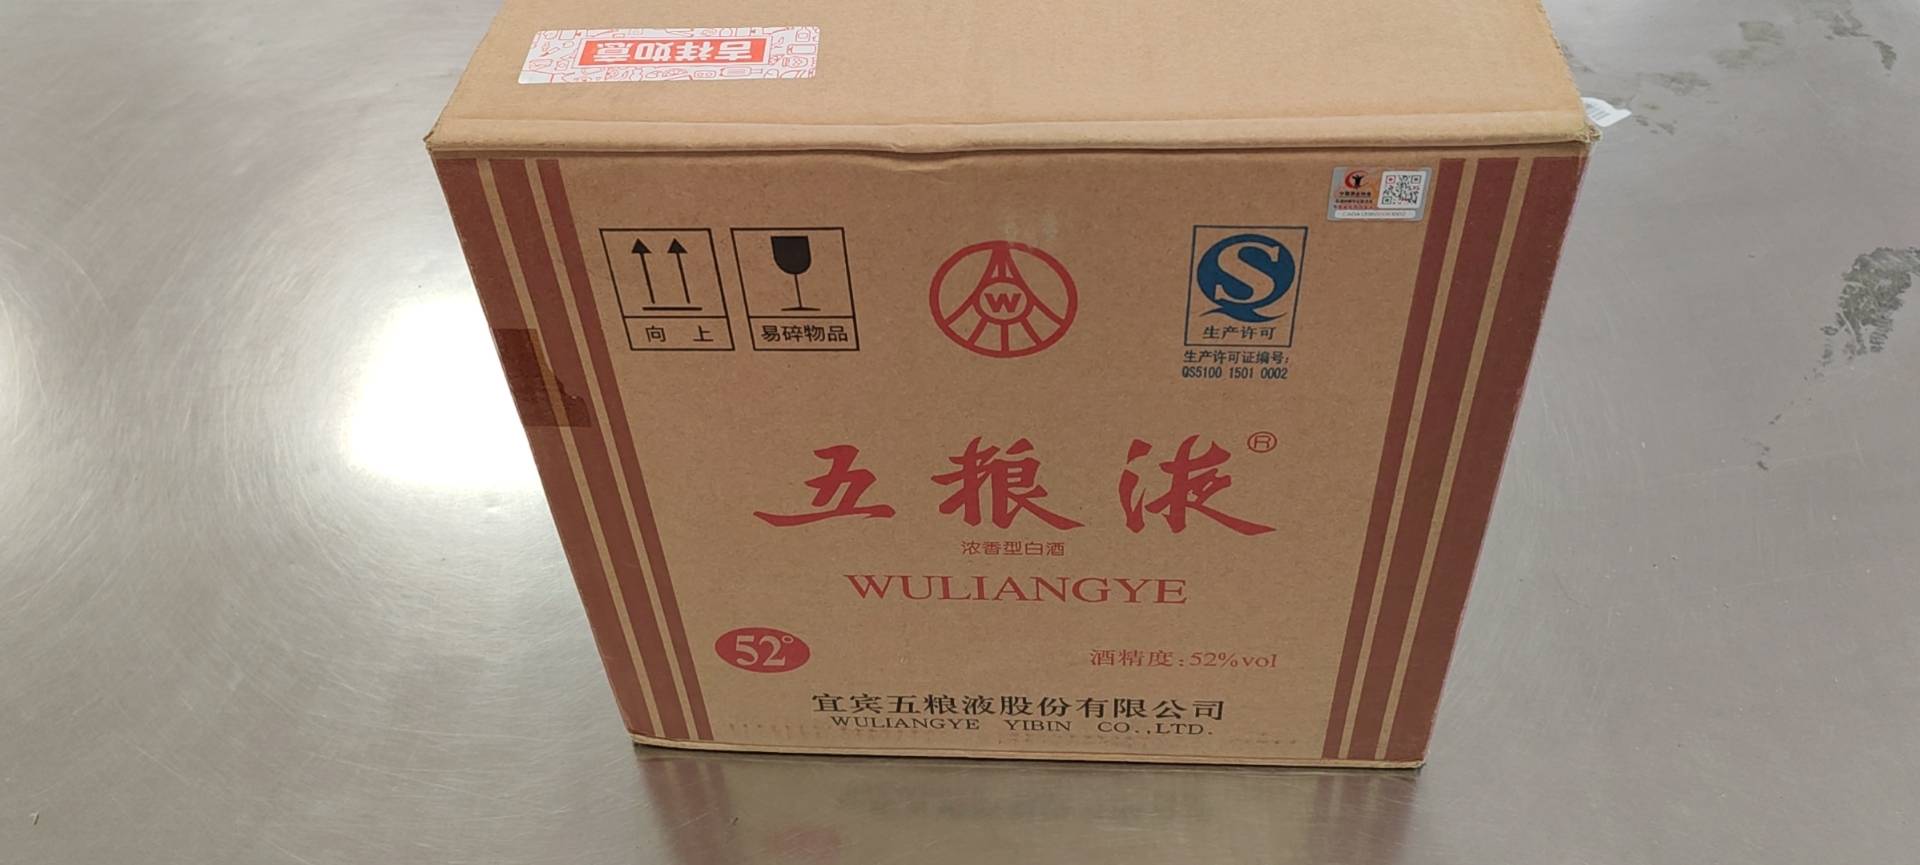 吉祥如意
向 上
易碎物品
W
S
生产许可
生产许可证编号:
QS5100 1501 0002
五粮液®
浓香型白酒
WULIANGYE
52°
酒精度:52%vol
宜宾五粮液股份有限公司
WULIANGYE YIBIN CO.,LTD.